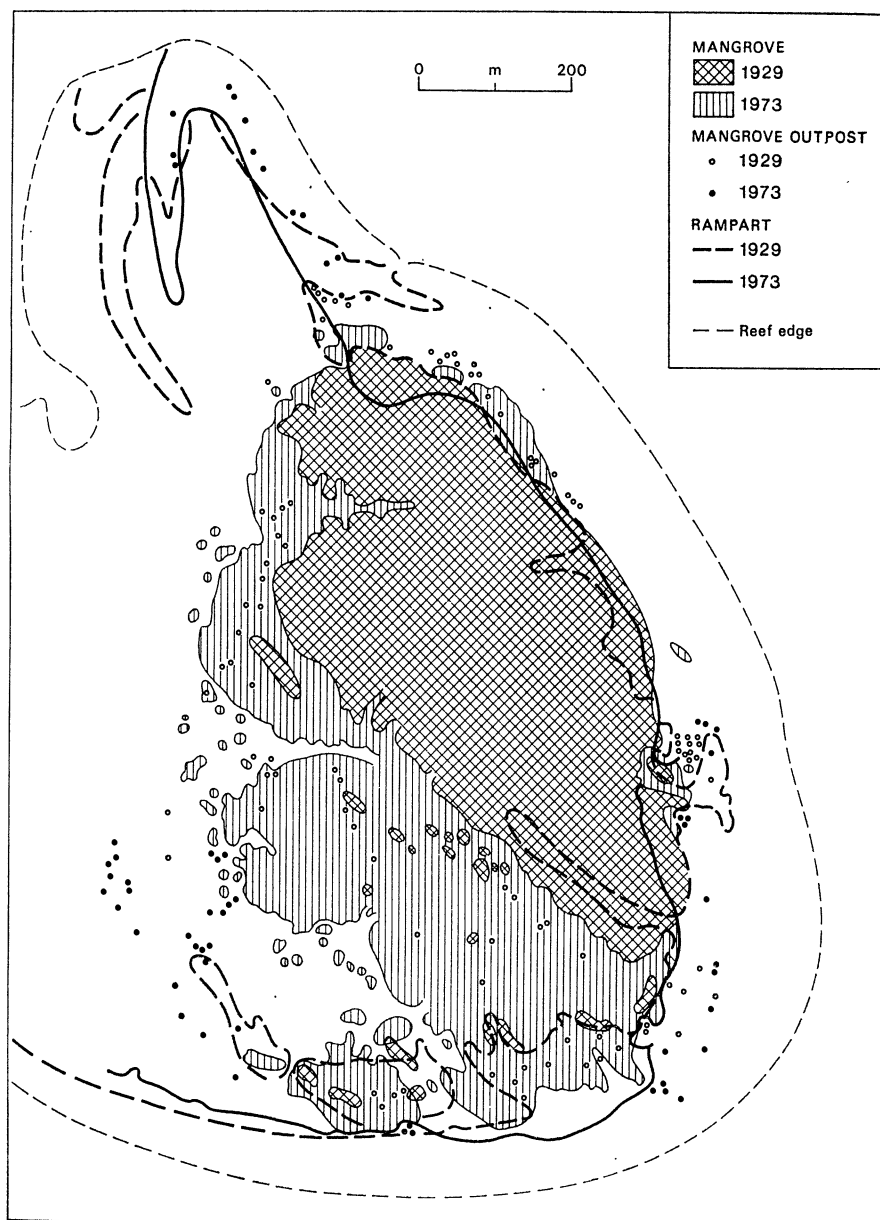 0 m 200
MANGROVE
1929
1973
MANGROVE OUTPOST
1929
1973
RAMPART
1929
1973
Reef edge